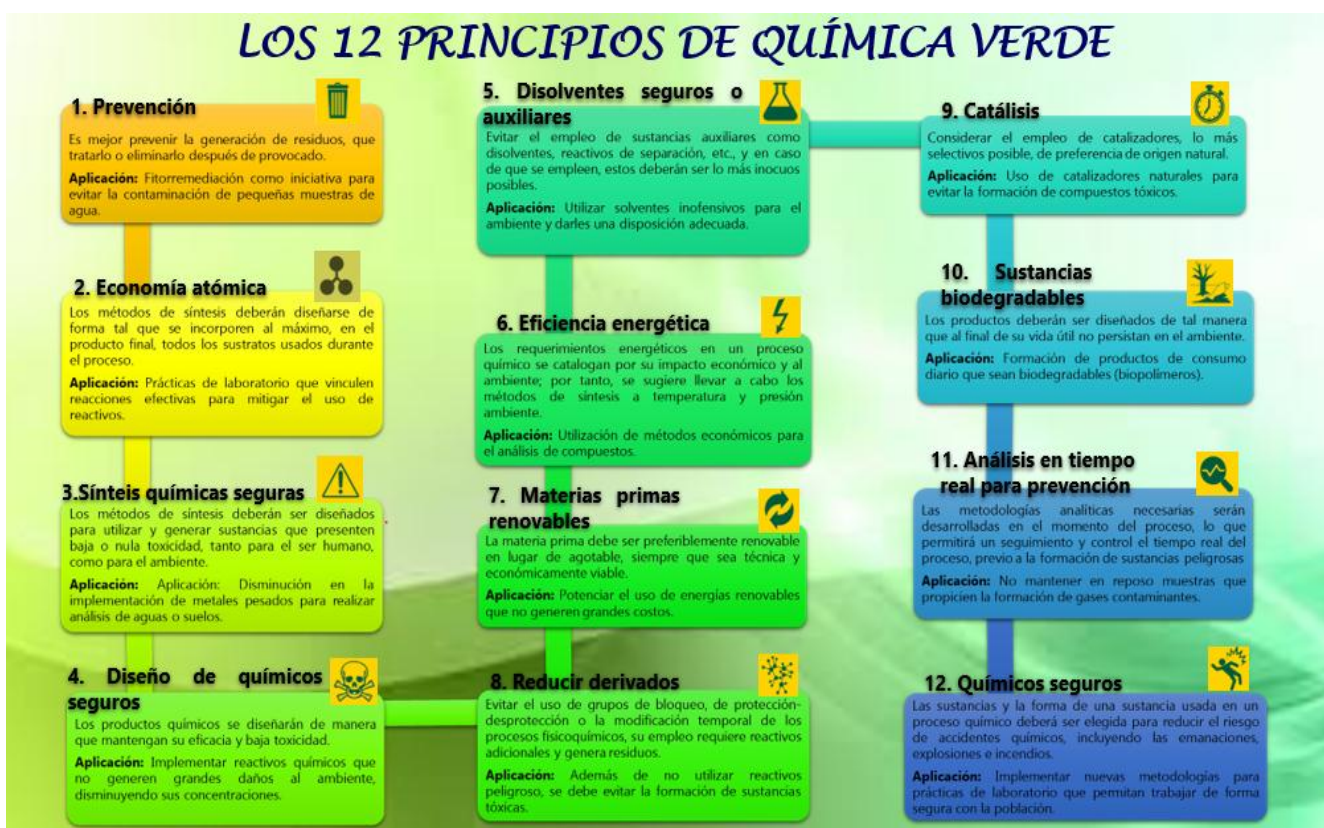 LOS 12 PRINCIPIOS DE QUÍMICA VERDE
1. Prevención
Es mejor prevenir la generación de residuos, que
tratarlo o eliminarlo después de provocado.
Aplicación: Fitorremediación como iniciativa para
evitar la contaminación de pequeñas muestras de
agua.
2. Economía atómica
Los métodos de síntesis deberán diseñarse de
forma tal que se incorporen al máximo, en el
producto final, todos los sustratos usados durante
el proceso.
Aplicación: Prácticas de laboratorio que vinculen
reacciones efectivas para mitigar el uso de
reactivos.
3.Sínteis químicas seguras
Los métodos de síntesis deberán ser diseñados
para utilizar y generar sustancias que presenten
baja o nula toxicidad, tanto para el ser humano,
como para el ambiente.
Aplicación: Aplicación: Disminución en la
implementación de metales pesados para realizar
análisis de aguas o suelos.
4. Diseño de químicos
seguros
Los productos químicos se diseñarán de manera
que mantengan su eficacia y baja toxicidad.
Aplicación: Implementar reactivos químicos que
no generen grandes daños al ambiente,
disminuyendo sus concentraciones.
5. Disolventes seguros o
auxiliares
Evitar el empleo de sustancias auxiliares como
disolventes, reactivos de separación, etc., y en caso
de que se empleen, estos deberán ser lo más inocuos
posibles.
Aplicación: Utilizar solventes inofensivos para el
ambiente y darles una disposición adecuada.
6. Eficiencia energética
Los requerimientos energéticos en un proceso
químico se catalogan por su impacto económico y al
ambiente; por tanto, se sugiere llevar a cabo los
métodos de síntesis a temperatura y presión
ambiente.
Aplicación: Utilización de métodos económicos para
el análisis de compuestos.
7. Materias primas
renovables
La materia prima debe ser preferiblemente renovable
en lugar de agotable, siempre que sea técnica y
económicamente viable.
Aplicación: Potenciar el uso de energías renovables
que no generen grandes costos.
8. Reducir derivados
Evitar el uso de grupos de bloqueo, de protección-
desprotección o la modificación temporal de los
procesos fisicoquímicos, su empleo requiere reactivos
adicionales y genera residuos.
Aplicación: Además de no utilizar reactivos
peligroso, se debe evitar la formación de sustancias
tóxicas.
9. Catálisis
Considerar el empleo de catalizadores, lo más
selectivos posible, de preferencia de origen natural.
Aplicación: Uso de catalizadores naturales para
evitar la formación de compuestos tóxicos.
10. Sustancias
biodegradables
Los productos deberán ser diseñados de tal manera
que al final de su vida útil no persistan en el ambiente.
Aplicación: Formación de productos de consumo
diario que sean biodegradables (biopolímeros).
11. Análisis en tiempo
real para prevención
Las metodologías analíticas necesarias serán
desarrolladas en el momento del proceso, lo que
permitirá un seguimiento y control el tiempo real del
proceso, previo a la formación de sustancias peligrosas
Aplicación: No mantener en reposo muestras que
propicien la formación de gases contaminantes.
12. Químicos seguros
Las sustancias y la forma de una sustancia usada en un
proceso químico deberá ser elegida para reducir el riesgo
de accidentes químicos, incluyendo las emanaciones,
explosiones e incendios.
Aplicación: Implementar nuevas metodologías para
prácticas de laboratorio que permitan trabajar de forma
segura con la población.